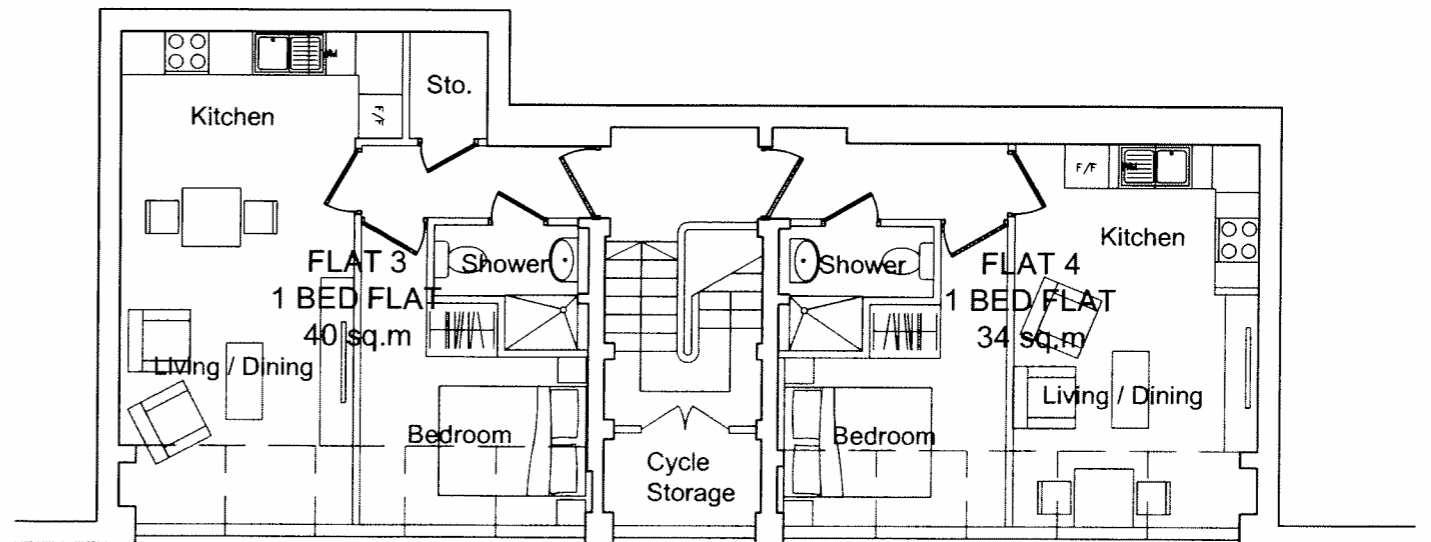 Kitchen
Sto.
F/F
FLAT 3
1 BED FLAT
40 sq.m
Shower
Living / Dining
Bedroom
Cycle
Storage
Shower
FLAT 4
1 BED FLAT
34 sq.m
F/F
Kitchen
Living / Dining
Bedroom